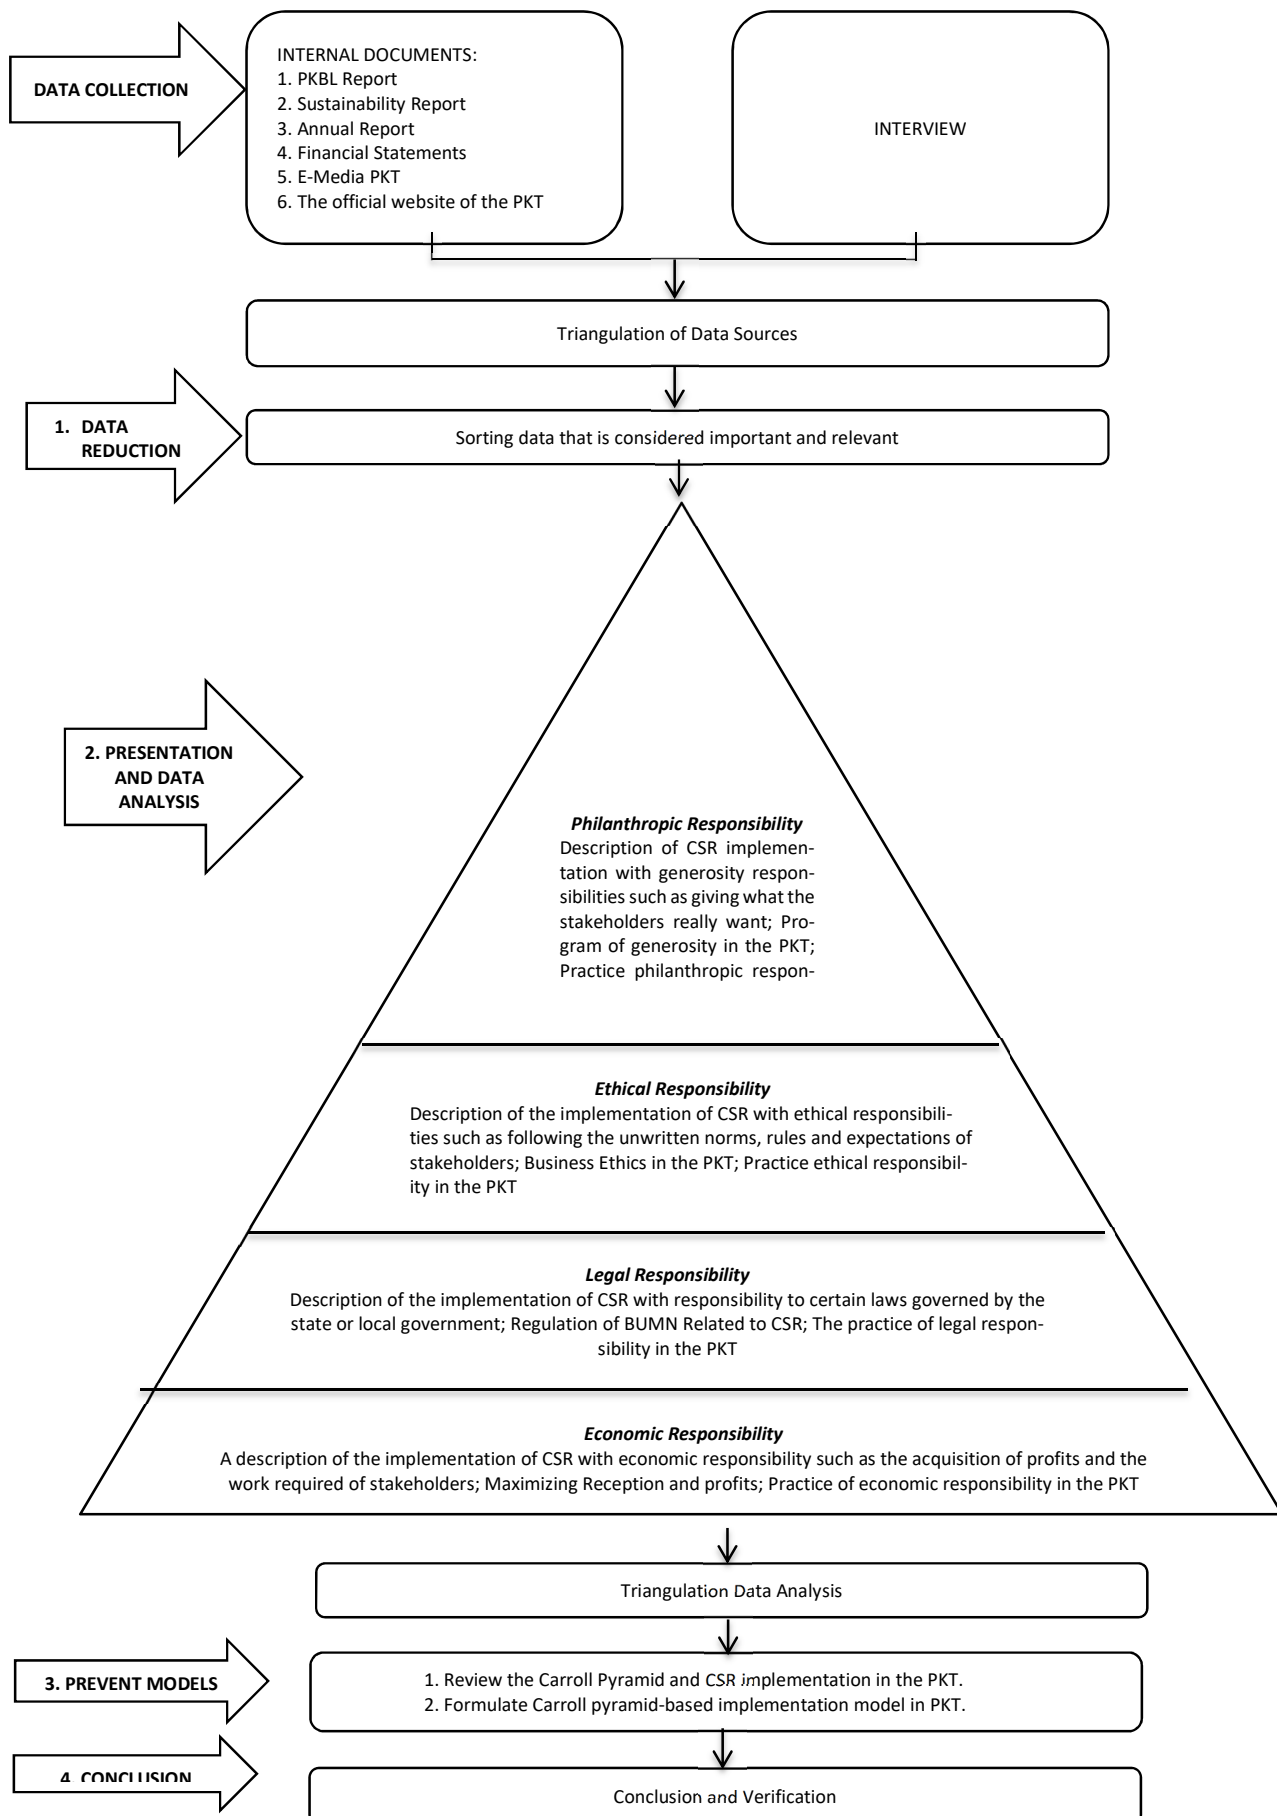 DATA COLLECTION
INTERNAL DOCUMENTS:
1. PKBL Report
2. Sustainability Report
3. Annual Report
4. Financial Statements
5. E-Media PKT
6. The official website of the PKT
INTERVIEW
Triangulation of Data Sources
1. DATA
REDUCTION
Sorting data that is considered important and relevant
2. PRESENTATION
AND DATA
ANALYSIS
Philanthropic Responsibility
Description of CSR implemen-
tation with generosity respon-
sibilities such as giving what the
stakeholders really want; Pro-
gram of generosity in the PKT;
Practice philanthropic respon-
Ethical Responsibility
Description of the implementation of CSR with ethical responsibili-
ties such as following the unwritten norms, rules and expectations of
stakeholders; Business Ethics in the PKT; Practice ethical responsibil-
ity in the PKT
Legal Responsibility
Description of the implementation of CSR with responsibility to certain laws governed by the
state or local government; Regulation of BUMN Related to CSR; The practice of legal respon-
sibility in the PKT
Economic Responsibility
A description of the implementation of CSR with economic responsibility such as the acquisition of profits and the
work required of stakeholders; Maximizing Reception and profits; Practice of economic responsibility in the PKT
Triangulation Data Analysis
3. PREVENT MODELS
1. Review the Carroll Pyramid and CSR implementation in the PKT.
2. Formulate Carroll pyramid-based implementation model in PKT.
4. CONCLUSION
Conclusion and Verification